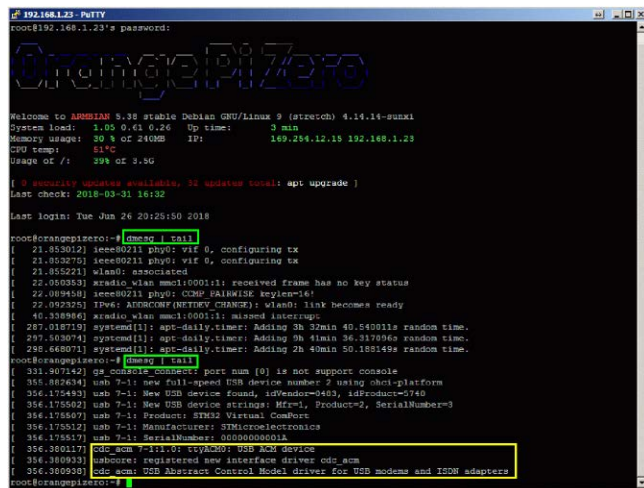 192.168.1.23 - PuTTY
root@192.168.1.23's password:
OrangePiZero
Welcome to ARMBIAN 5.38 stable Debian GNU/Linux 9 (stretch) 4.14.14-sunxi
System load: 1.05 0.61 0.26 Up time: 3 min
Memory usage: 30 % of 240MB IP: 169.254.12.15 192.168.1.23
CPU temp: 51°C
Usage of /: 39% of 3.5G
[ 0 security updates available, 32 updates total: apt upgrade ]
Last check: 2018-03-31 16:32
Last login: Tue Jun 26 20:25:50 2018
root@orangepizero:~# dmesg | tail
[ 21.853012] ieee80211 phy0: vif 0, configuring tx
[ 21.853275] ieee80211 phy0: vif 0, configuring tx
[ 21.855221] wlan0: associated
[ 22.050353] xradio_wlan mmc1:0001:1: received frame has no key status
[ 22.089458] ieee80211 phy0: CCMP_PAIRWISE keylen=16!
[ 22.092325] IPv6: ADDRCONF(NETDEV_CHANGE): wlan0: link becomes ready
[ 40.338986] xradio_wlan mmc1:0001:1: missed interrupt
[ 287.018719] systemd[1]: apt-daily.timer: Adding 3h 32min 40.540011s random time.
[ 297.503074] systemd[1]: apt-daily.timer: Adding 9h 41min 36.317096s random time.
[ 298.668071] systemd[1]: apt-daily.timer: Adding 2h 40min 50.188149s random time.
root@orangepizero:~# dmesg | tail
[ 331.907142] gs_console_connect: port num [0] is not support console
[ 355.882634] usb 7-1: new full-speed USB device number 2 using ohci-platform
[ 356.175493] usb 7-1: New USB device found, idVendor=0483, idProduct=5740
[ 356.175502] usb 7-1: New USB device strings: Mfr=1, Product=2, SerialNumber=3
[ 356.175507] usb 7-1: Product: STM32 Virtual ComPort
[ 356.175512] usb 7-1: Manufacturer: STMicroelectronics
[ 356.175517] usb 7-1: SerialNumber: 00000000001A
[ 356.380117] cdc_acm 7-1:1.0: ttyACM0: USB ACM device
[ 356.380933] usbcore: registered new interface driver cdc_acm
[ 356.380938] cdc_acm: USB Abstract Control Model driver for USB modems and ISDN adapters
root@orangepizero:~#